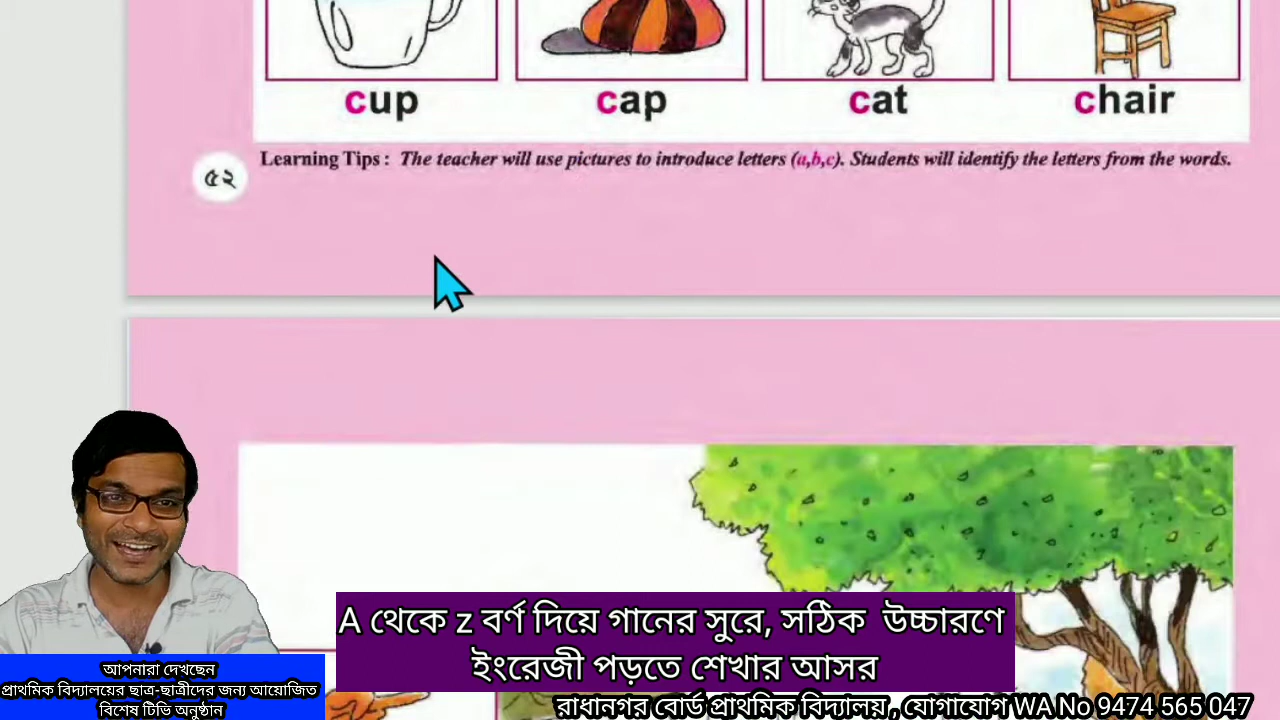 cup cap cat chair
Learning Tips : The teacher will use pictures to introduce letters (a,b,c). Students will identify the letters from the words.
৫২
A থেকে z বর্ণ দিয়ে গানের সুরে, সঠিক উচ্চারণে
ইংরেজী পড়তে শেখার আসর
আপনারা দেখছেন
প্রাথমিক বিদ্যালয়ের ছাত্র-ছাত্রীদের জন্য আয়োজিত
বিশেষ টিভি অনুষ্ঠান
রাধানগর বোর্ড প্রাথমিক বিদ্যালয় , যোগাযোগ WA No 9474 565 047